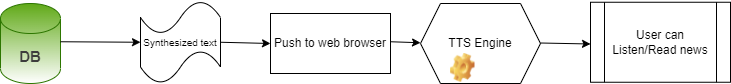 DB
Synthesized text
Push to web browser
TTS Engine
User can
Listen/Read news